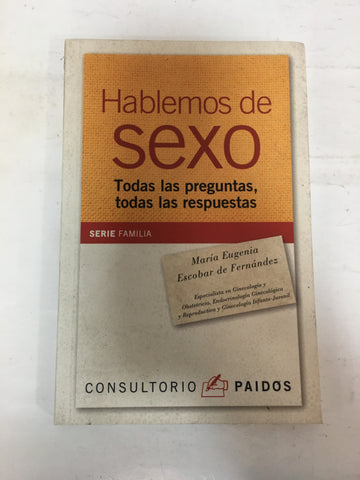 Hablemos de
sexo
Todas las preguntas,
todas las respuestas
SERIE FAMILIA
María Eugenia
Escobar de Fernández
Especialista en Ginecología y
Obstetricia, Endocrinología Ginecológica
y Reproductiva y Ginecología Infanto-Juvenil
CONSULTORIO PAIDÓS